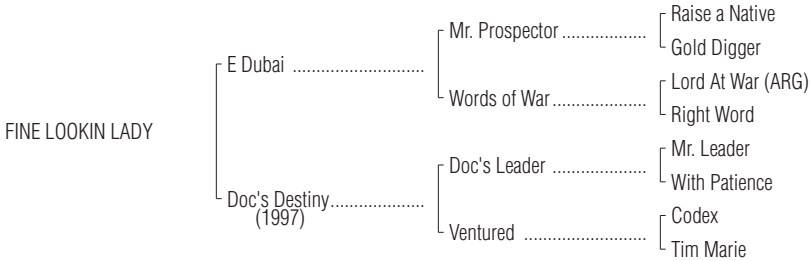 Raise a Native
Mr. Prospector ..................
Gold Digger
E Dubai ............................
Lord At War (ARG)
Words of War....................
Right Word
FINE LOOKIN LADY
Mr. Leader
Doc's Leader ....................
With Patience
Doc's Destiny....................
(1997)
Codex
Ventured ..........................
Tim Marie